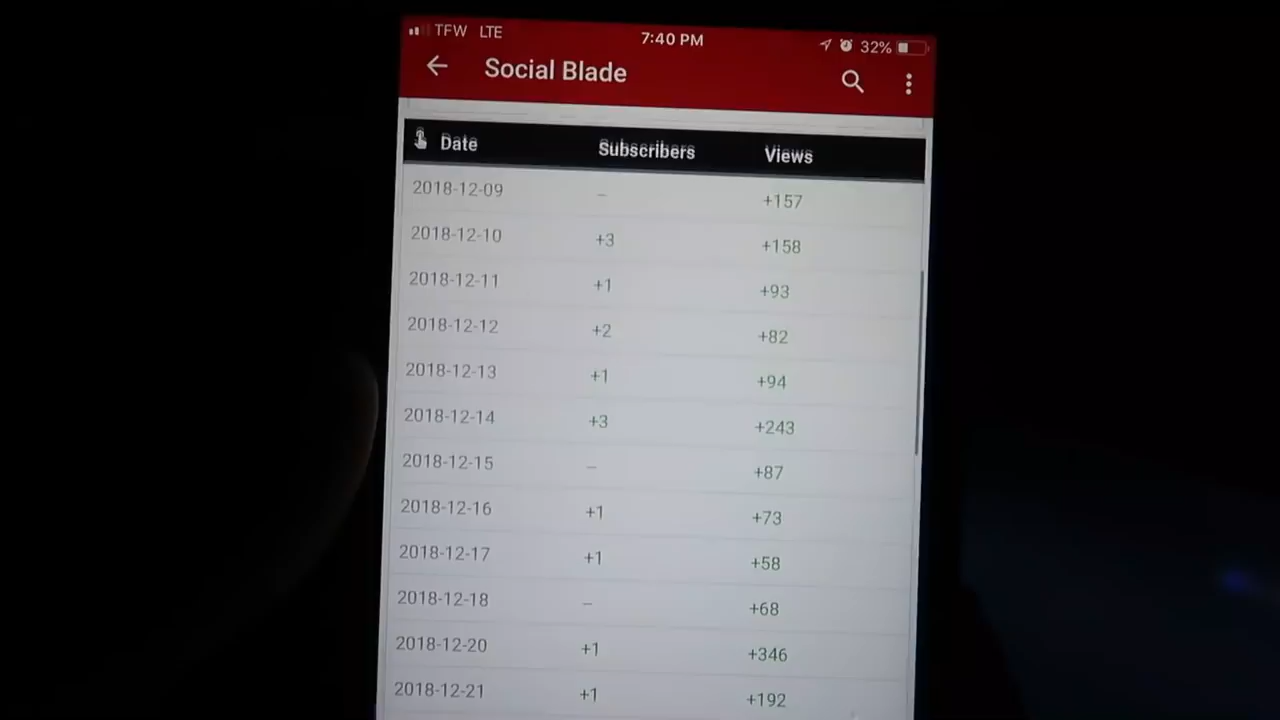 TFW LTE 7:40 PM 32%
Social Blade
Date Subscribers Views
2018-12-09 -- +157
2018-12-10 +3 +158
2018-12-11 +1 +93
2018-12-12 +2 +82
2018-12-13 +1 +94
2018-12-14 +3 +243
2018-12-15 -- +87
2018-12-16 +1 +73
2018-12-17 +1 +58
2018-12-18 -- +68
2018-12-20 +1 +346
2018-12-21 +1 +192